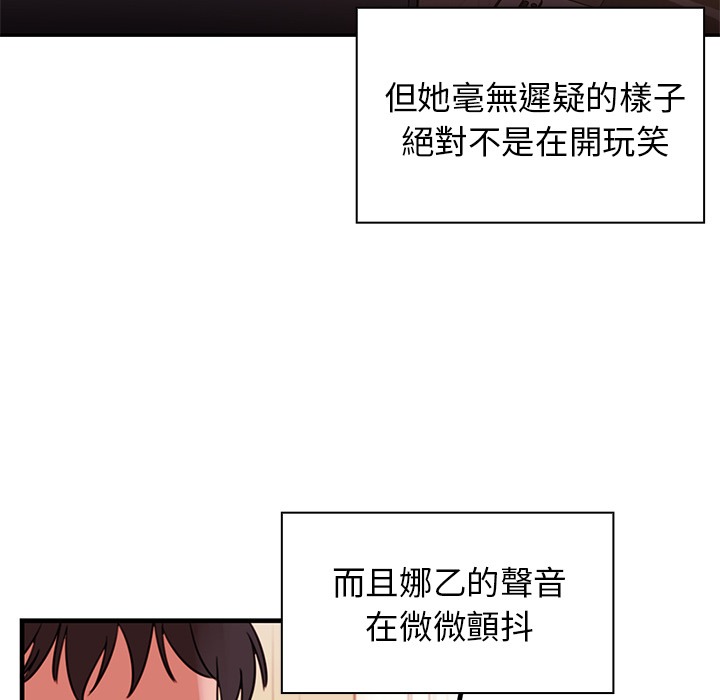 但她毫無遲疑的樣子
絕對不是在開玩笑
而且娜乙的聲音
在微微顫抖